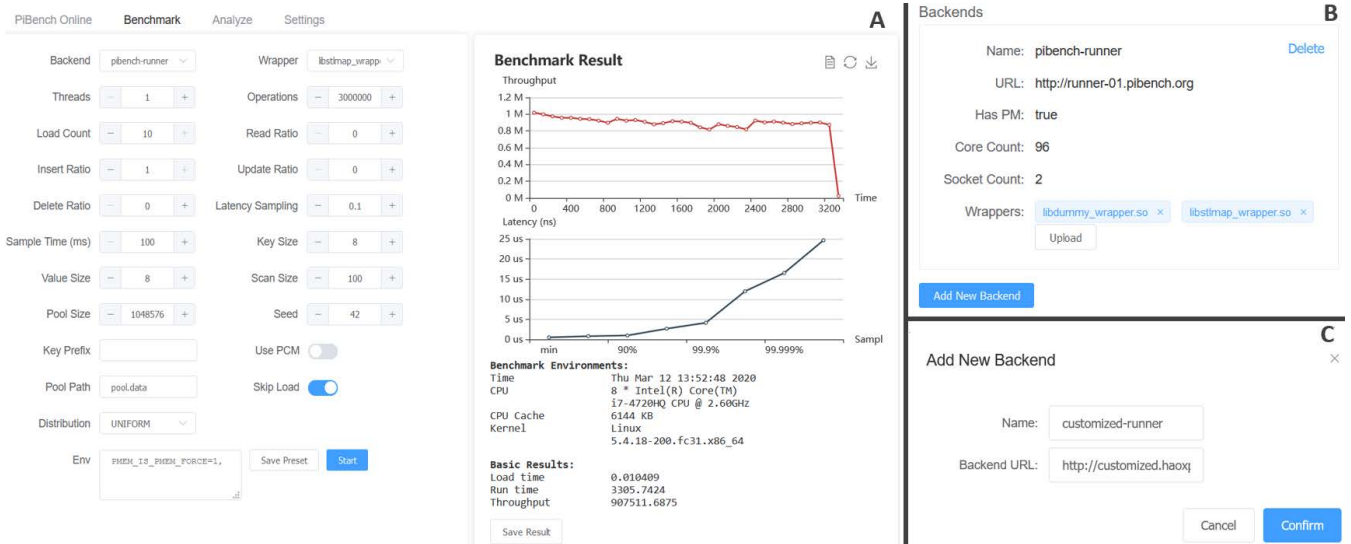 PiBench Online Benchmark Analyze Settings
A
Backend pibench-runner Wrapper libstlmap_wrapp
Threads − 1 + Operations − 3000000 +
Load Count − 10 + Read Ratio − 0 +
Insert Ratio − 1 + Update Ratio − 0 +
Delete Ratio − 0 + Latency Sampling − 0.1 +
Sample Time (ms) − 100 + Key Size − 8 +
Value Size − 8 + Scan Size − 100 +
Pool Size − 1048576 + Seed − 42 +
Key Prefix Use PCM
Pool Path pool.data Skip Load
Distribution UNIFORM
Env PMEM_IS_PMEM_FORCE=1, Save Preset Start
Benchmark Result
Throughput
1.2 M
1 M
0.8 M
0.6 M
0.4 M
0.2 M
0 M
0 400 800 1200 1600 2000 2400 2800 3200 Time
Latency (ns)
25 us
20 us
15 us
10 us
5 us
0 us
min 90% 99.9% 99.999% Sampl
Benchmark Environments:
Time Thu Mar 12 13:52:48 2020
CPU 8 * Intel(R) Core(TM)
i7-4720HQ CPU @ 2.60GHz
CPU Cache 6144 KB
Kernel Linux
5.4.18-200.fc31.x86_64
Basic Results:
Load time 0.010409
Run time 3305.7424
Throughput 907511.6875
Save Result
Backends B
Name: pibench-runner Delete
URL: http://runner-01.pibench.org
Has PM: true
Core Count: 96
Socket Count: 2
Wrappers: libdummy_wrapper.so × libstlmap_wrapper.so ×
Upload
Add New Backend
C
Add New Backend ×
Name: customized-runner
Backend URL: http://customized.haoxp
Cancel Confirm